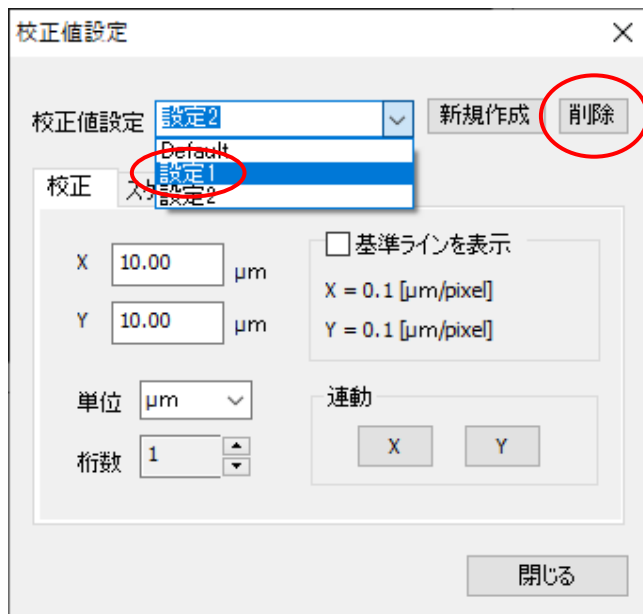 校正値設定
校正値設定 設定2 新規作成 削除
Default
設定1
設定2
校正
X 10.00 μm
Y 10.00 μm
基準ラインを表示
X = 0.1 [μm/pixel]
Y = 0.1 [μm/pixel]
単位 μm
桁数 1
連動
X Y
閉じる